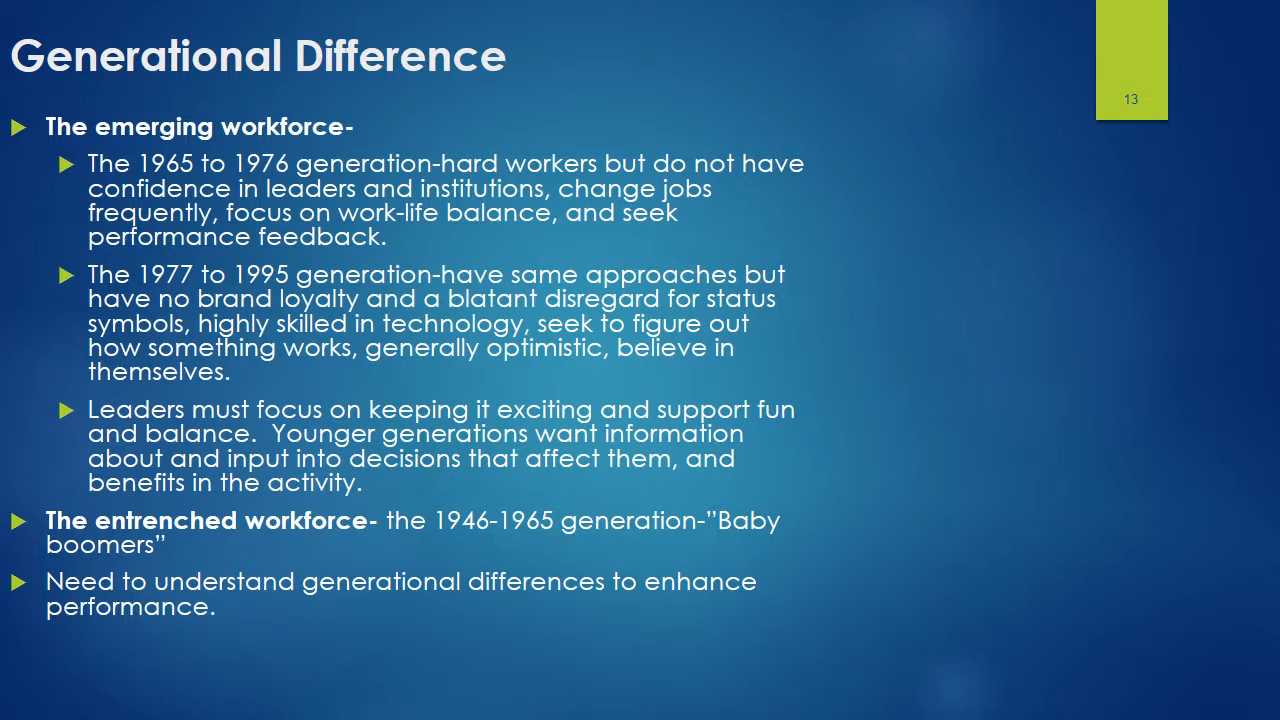 Generational Difference
13
The emerging workforce-
The 1965 to 1976 generation-hard workers but do not have
confidence in leaders and institutions, change jobs
frequently, focus on work-life balance, and seek
performance feedback.
The 1977 to 1995 generation-have same approaches but
have no brand loyalty and a blatant disregard for status
symbols, highly skilled in technology, seek to figure out
how something works, generally optimistic, believe in
themselves.
Leaders must focus on keeping it exciting and support fun
and balance.  Younger generations want information
about and input into decisions that affect them, and
benefits in the activity.
The entrenched workforce- the 1946-1965 generation-”Baby
boomers”
Need to understand generational differences to enhance
performance.